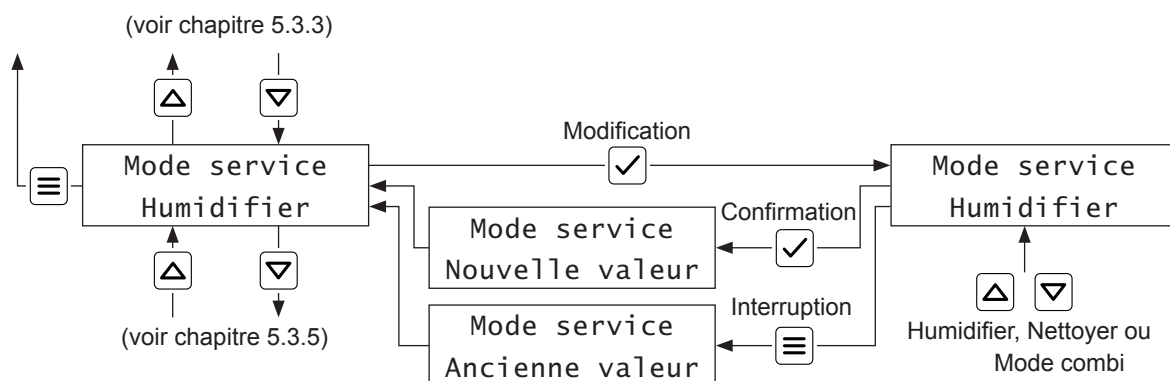 (voir chapitre 5.3.3)
Modification
Mode service
Humidifier
Mode service
Humidifier
Confirmation
Mode service
Nouvelle valeur
Interruption
Mode service
Ancienne valeur
(voir chapitre 5.3.5)
Humidifier, Nettoyer ou
Mode combi